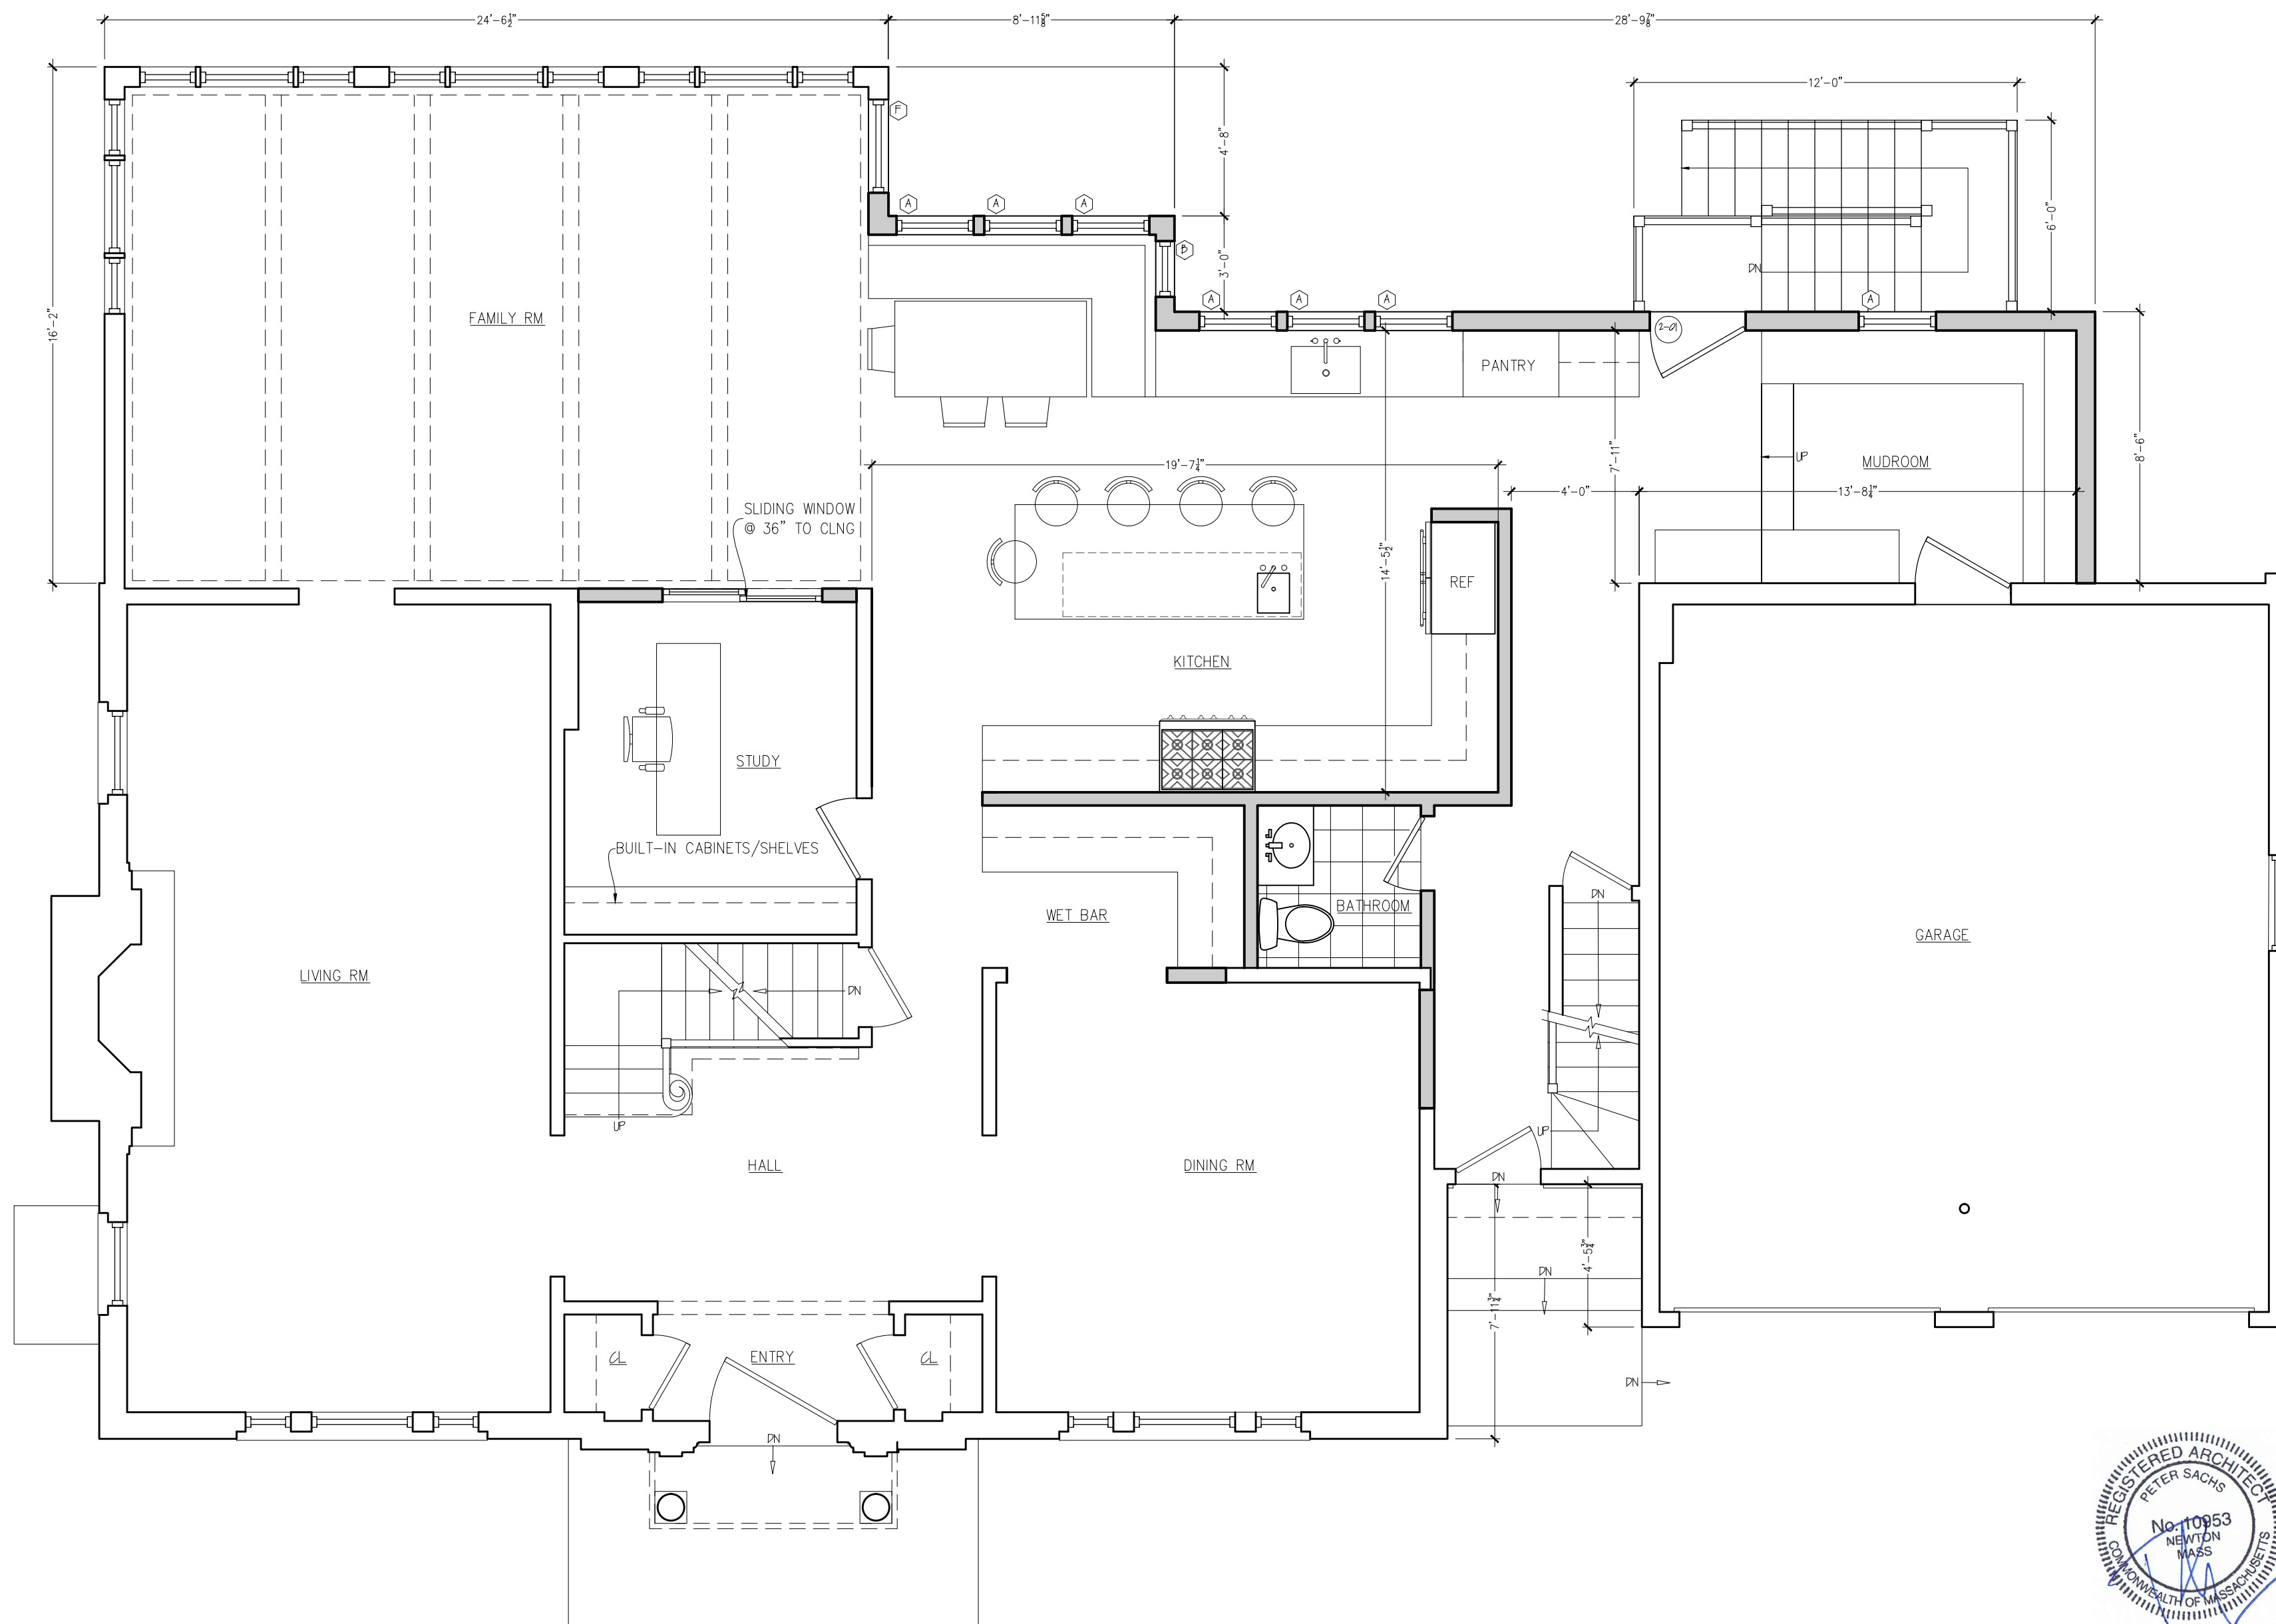 24'-6½"
8'-11⅝"
28'-9⅞"
12'-0"
F
4'-8"
A
A
A
6'-0"
B
3'-0"
DN
A
A
A
A
16'-2"
FAMILY RM
2-01
PANTRY
7'-11"
UP
MUDROOM
8'-6"
19'-7¼"
4'-0"
13'-8¼"
SLIDING WINDOW
@ 36" TO CLNG
14'-5½"
REF
KITCHEN
STUDY
BUILT-IN CABINETS/SHELVES
DN
BATHROOM
WET BAR
GARAGE
LIVING RM
DN
UP
UP
HALL
DINING RM
DN
4'-5¾"
DN
7'-11¾"
CL
ENTRY
CL
DN
DN
REGISTERED ARCHITECT
PETER SACHS
No. 10953
NEWTON
MASS
COMMONWEALTH OF MASSACHUSETTS